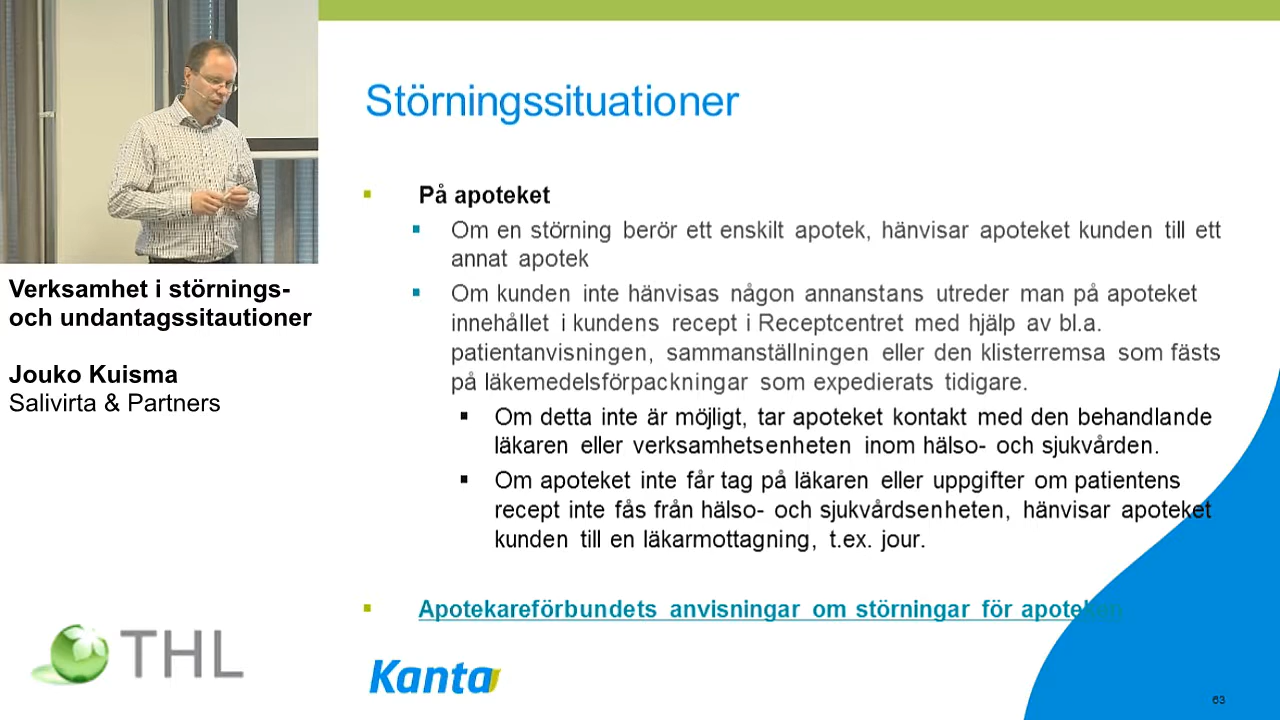 Störningssituationer
På apoteket
Om en störning berör ett enskilt apotek, hänvisar apoteket kunden till ett
annat apotek
Om kunden inte hänvisas någon annanstans utreder man på apoteket
innehållet i kundens recept i Receptcentret med hjälp av bl.a.
patientanvisningen, sammanställningen eller den klisterremsa som fästs
på läkemedelsförpackningar som expedierats tidigare.
Om detta inte är möjligt, tar apoteket kontakt med den behandlande
läkaren eller verksamhetsenheten inom hälso- och sjukvården.
Om apoteket inte får tag på läkaren eller uppgifter om patientens
recept inte fås från hälso- och sjukvårdsenheten, hänvisar apoteket
kunden till en läkarmottagning, t.ex. jour.
Apotekareförbundets anvisningar om störningar för apoteken
Verksamhet i störnings-
och undantagssitautioner
Jouko Kuisma
Salivirta & Partners
THL
Kanta
63